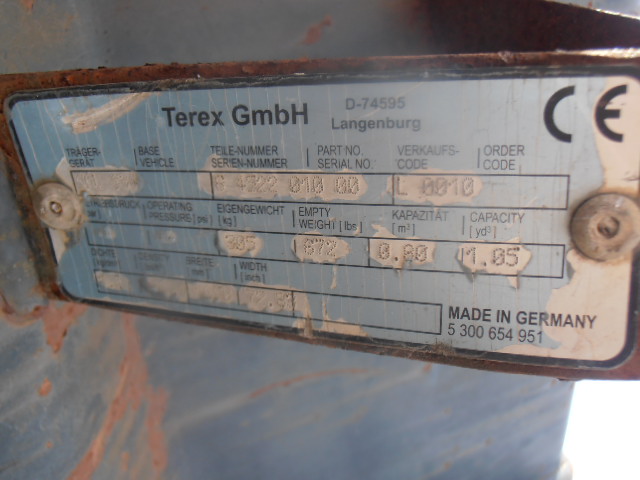 Terex GmbH D-74595
Langenburg
CE
TRÄGER- BASE TEILE-NUMMER PART NO. VERKAUFS- ORDER
GERÄT VEHICLE SERIEN-NUMMER SERIAL NO. CODE CODE
010 00 L 0010
OPERATING EIGENGEWICHT EMPTY KAPAZITÄT CAPACITY
PRESSURE [ psi [kg] WEIGHT [ lbs] [m³] [yd³]
305 672 0.80 1.05
BREITE WIDTH
mm [inch]
MADE IN GERMANY
5 300 654 951